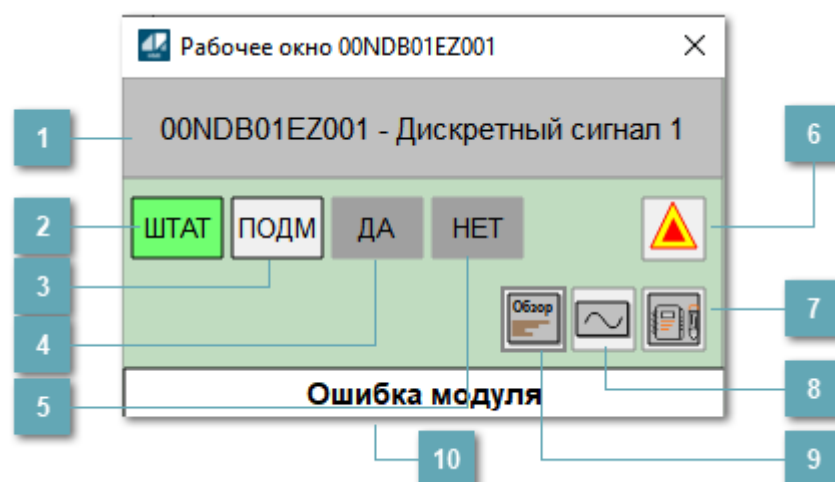 Рабочее окно 00NDB01EZ001
1
00NDB01EZ001 - Дискретный сигнал 1
6
2
ШТАТ ПОДМ ДА НЕТ
3
Обзор
7
4
5
Ошибка модуля
8
10
9